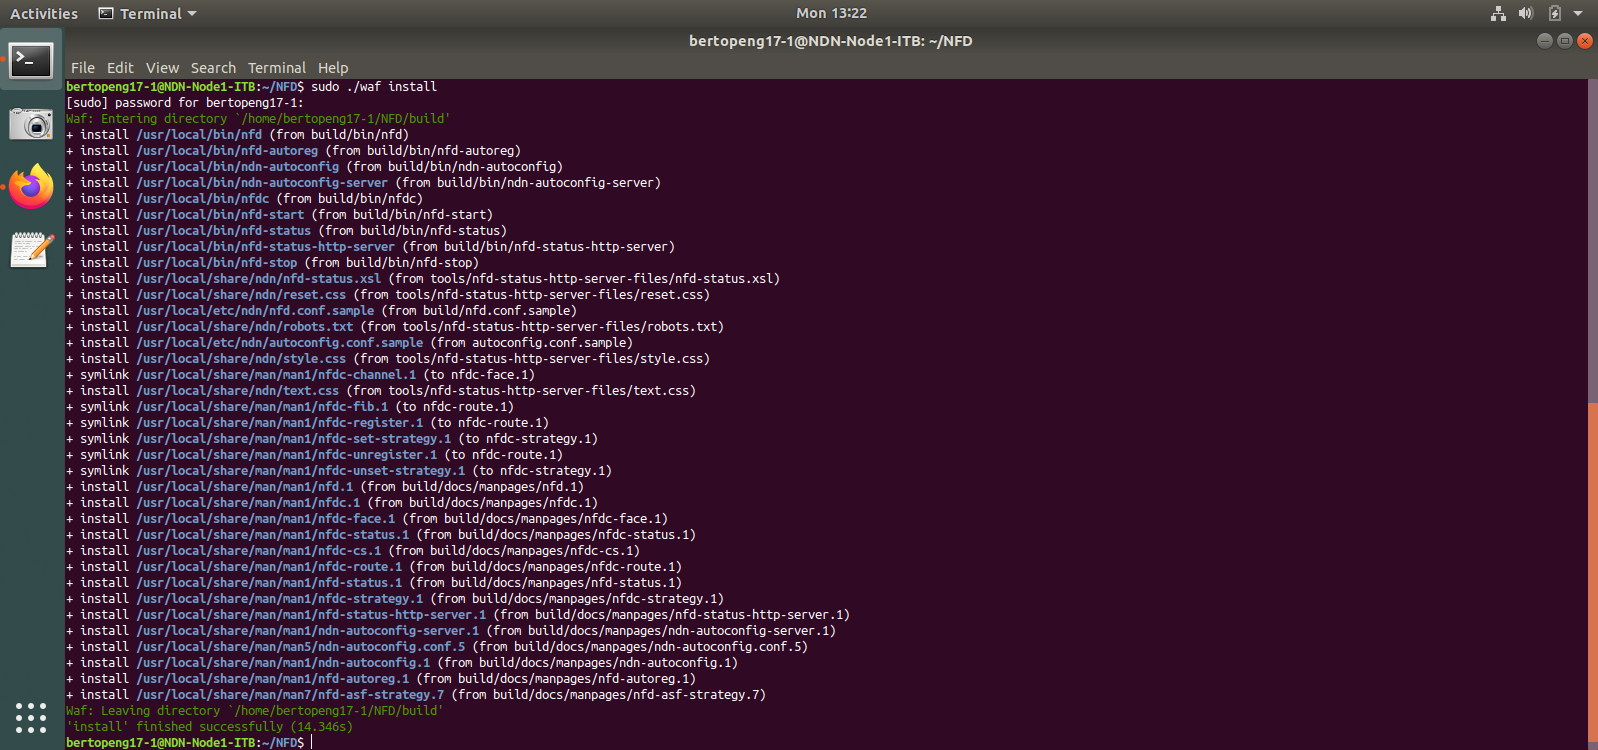 Activities Terminal Mon 13:22
bertopeng17-1@NDN-Node1-ITB: ~/NFD
File Edit View Search Terminal Help
bertopeng17-1@NDN-Node1-ITB:~/NFD$ sudo ./waf install
[sudo] password for bertopeng17-1:
Waf: Entering directory `/home/bertopeng17-1/NFD/build'
+ install /usr/local/bin/nfd (from build/bin/nfd)
+ install /usr/local/bin/nfd-autoreg (from build/bin/nfd-autoreg)
+ install /usr/local/bin/ndn-autoconfig (from build/bin/ndn-autoconfig)
+ install /usr/local/bin/ndn-autoconfig-server (from build/bin/ndn-autoconfig-server)
+ install /usr/local/bin/nfdc (from build/bin/nfdc)
+ install /usr/local/bin/nfd-start (from build/bin/nfd-start)
+ install /usr/local/bin/nfd-status (from build/bin/nfd-status)
+ install /usr/local/bin/nfd-status-http-server (from build/bin/nfd-status-http-server)
+ install /usr/local/bin/nfd-stop (from build/bin/nfd-stop)
+ install /usr/local/share/ndn/nfd-status.xsl (from tools/nfd-status-http-server-files/nfd-status.xsl)
+ install /usr/local/share/ndn/reset.css (from tools/nfd-status-http-server-files/reset.css)
+ install /usr/local/etc/ndn/nfd.conf.sample (from build/nfd.conf.sample)
+ install /usr/local/share/ndn/robots.txt (from tools/nfd-status-http-server-files/robots.txt)
+ install /usr/local/etc/ndn/autoconfig.conf.sample (from autoconfig.conf.sample)
+ install /usr/local/share/ndn/style.css (from tools/nfd-status-http-server-files/style.css)
+ symlink /usr/local/share/man/man1/nfdc-channel.1 (to nfdc-face.1)
+ install /usr/local/share/ndn/text.css (from tools/nfd-status-http-server-files/text.css)
+ symlink /usr/local/share/man/man1/nfdc-fib.1 (to nfdc-route.1)
+ symlink /usr/local/share/man/man1/nfdc-register.1 (to nfdc-route.1)
+ symlink /usr/local/share/man/man1/nfdc-set-strategy.1 (to nfdc-strategy.1)
+ symlink /usr/local/share/man/man1/nfdc-unregister.1 (to nfdc-route.1)
+ symlink /usr/local/share/man/man1/nfdc-unset-strategy.1 (to nfdc-strategy.1)
+ install /usr/local/share/man/man1/nfd.1 (from build/docs/manpages/nfd.1)
+ install /usr/local/share/man/man1/nfdc.1 (from build/docs/manpages/nfdc.1)
+ install /usr/local/share/man/man1/nfdc-face.1 (from build/docs/manpages/nfdc-face.1)
+ install /usr/local/share/man/man1/nfdc-status.1 (from build/docs/manpages/nfdc-status.1)
+ install /usr/local/share/man/man1/nfdc-cs.1 (from build/docs/manpages/nfdc-cs.1)
+ install /usr/local/share/man/man1/nfdc-route.1 (from build/docs/manpages/nfdc-route.1)
+ install /usr/local/share/man/man1/nfd-status.1 (from build/docs/manpages/nfd-status.1)
+ install /usr/local/share/man/man1/nfdc-strategy.1 (from build/docs/manpages/nfdc-strategy.1)
+ install /usr/local/share/man/man1/nfd-status-http-server.1 (from build/docs/manpages/nfd-status-http-server.1)
+ install /usr/local/share/man/man1/ndn-autoconfig-server.1 (from build/docs/manpages/ndn-autoconfig-server.1)
+ install /usr/local/share/man/man5/ndn-autoconfig.conf.5 (from build/docs/manpages/ndn-autoconfig.conf.5)
+ install /usr/local/share/man/man1/ndn-autoconfig.1 (from build/docs/manpages/ndn-autoconfig.1)
+ install /usr/local/share/man/man1/nfd-autoreg.1 (from build/docs/manpages/nfd-autoreg.1)
+ install /usr/local/share/man/man7/nfd-asf-strategy.7 (from build/docs/manpages/nfd-asf-strategy.7)
Waf: Leaving directory `/home/bertopeng17-1/NFD/build'
'install' finished successfully (14.346s)
bertopeng17-1@NDN-Node1-ITB:~/NFD$